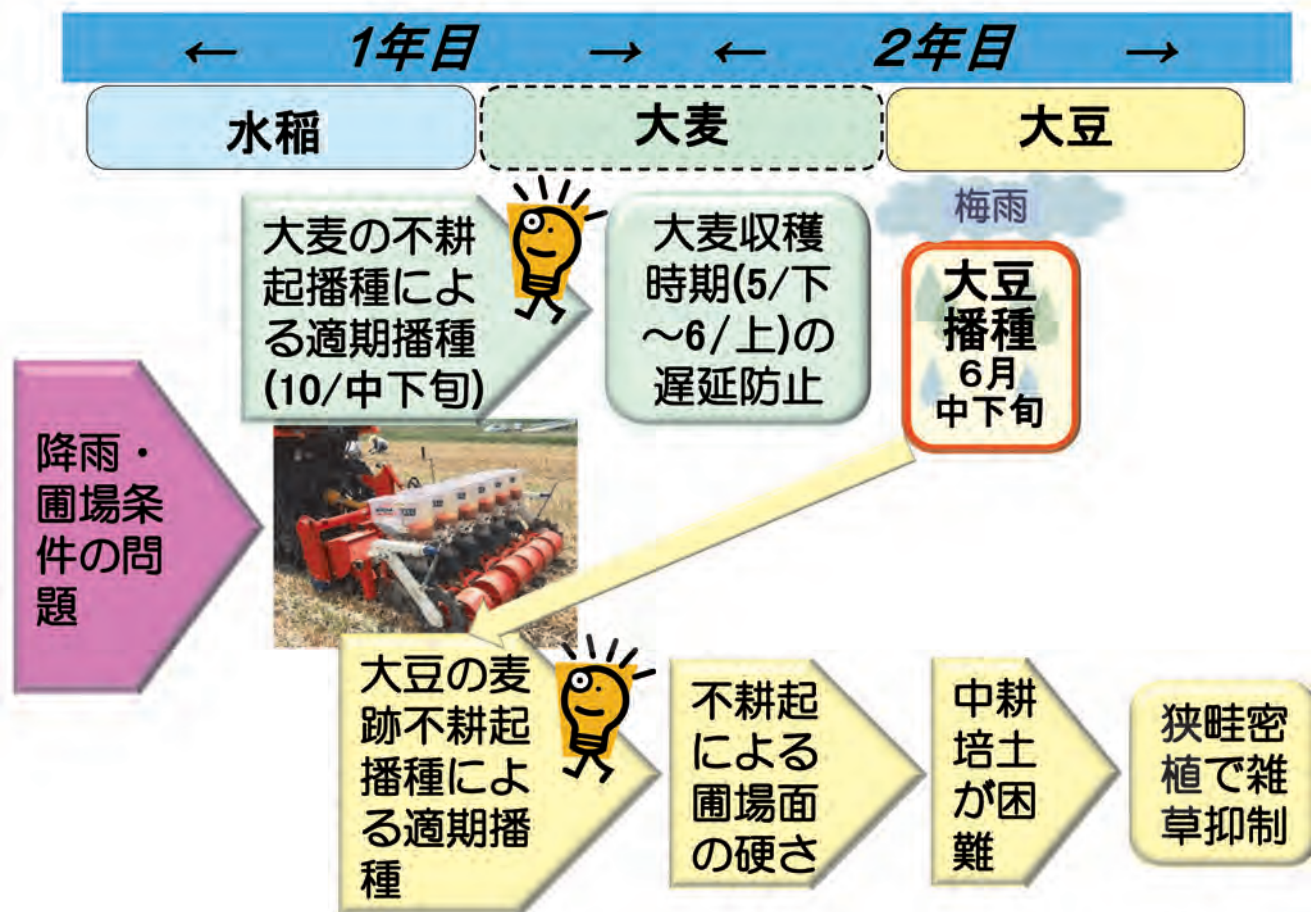 ← 1年目 → ← 2年目 →
水稲
大麦
大豆
大麦の不耕
起播種によ
る適期播種
(10/中下旬)
大麦収穫
時期(5/下
～6/上)の
遅延防止
梅雨
大豆
播種
6月
中下旬
降雨・
圃場条
件の問
題
大豆の麦
跡不耕起
播種によ
る適期播
種
不耕起
による
圃場面
の硬さ
中耕
培土
が困
難
狭畦密
植で雑
草抑制